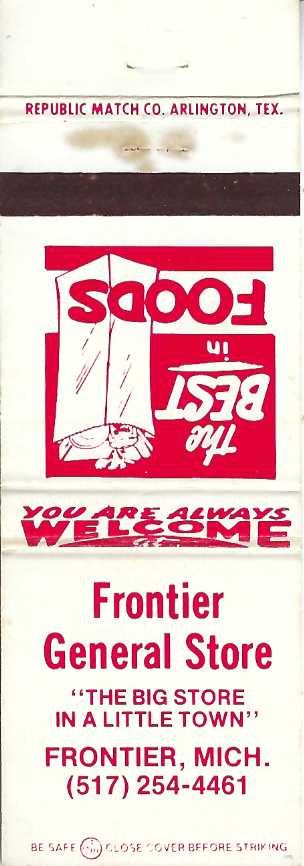 REPUBLIC MATCH CO. ARLINGTON, TEX.
The
BEST
in
FOODS
YOU ARE ALWAYS
WELCOME
Frontier
General Store
"THE BIG STORE
IN A LITTLE TOWN"
FRONTIER, MICH.
(517) 254-4461
BE SAFE CLOSE COVER BEFORE STRIKING